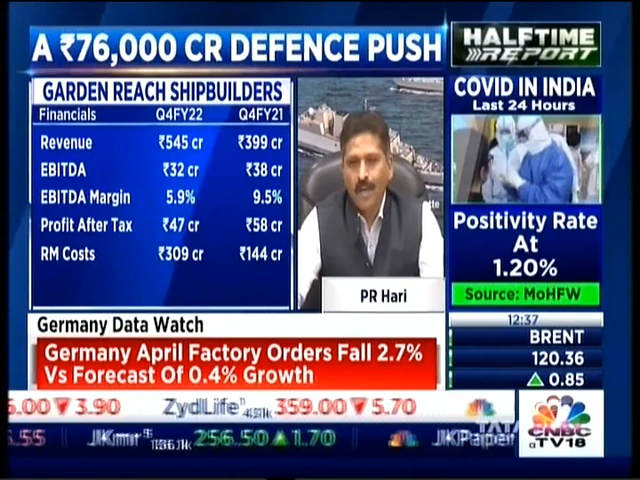 A ₹76,000 CR DEFENCE PUSH
HALFTIME
REPORT
GARDEN REACH SHIPBUILDERS
Financials Q4FY22 Q4FY21
Revenue ₹545 cr ₹399 cr
EBITDA ₹32 cr ₹38 cr
EBITDA Margin 5.9% 9.5%
Profit After Tax ₹47 cr ₹58 cr
RM Costs ₹309 cr ₹144 cr
PR Hari
COVID IN INDIA
Last 24 Hours
Positivity Rate
At
1.20%
Source: MoHFW
12:37
BRENT
120.36
▲ 0.85
Germany Data Watch
Germany April Factory Orders Fall 2.7%
Vs Forecast Of 0.4% Growth
6.00 ▼ 3.90 ZydLife 359.00 ▼ 5.70
5.55 256.50 ▲ 1.70 JKPaper
CNBC
TV18